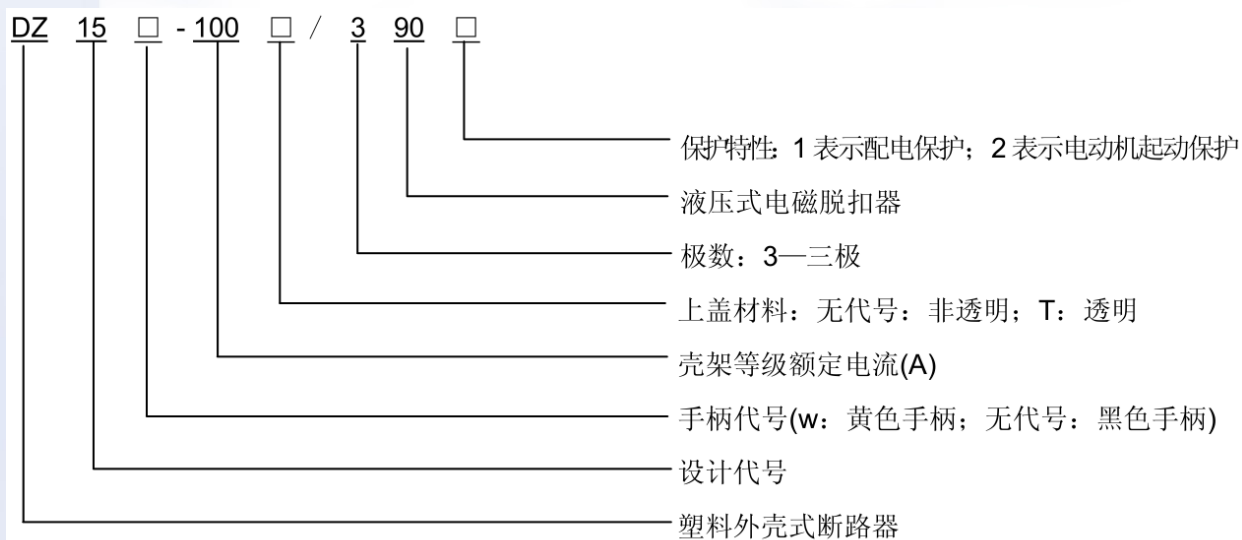 DZ 15 □ - 100 □ / 3 90 □
保护特性: 1 表示配电保护；2 表示电动机起动保护
液压式电磁脱扣器
极数：3—三极
上盖材料：无代号：非透明；T：透明
壳架等级额定电流(A)
手柄代号(w：黄色手柄；无代号：黑色手柄)
设计代号
塑料外壳式断路器